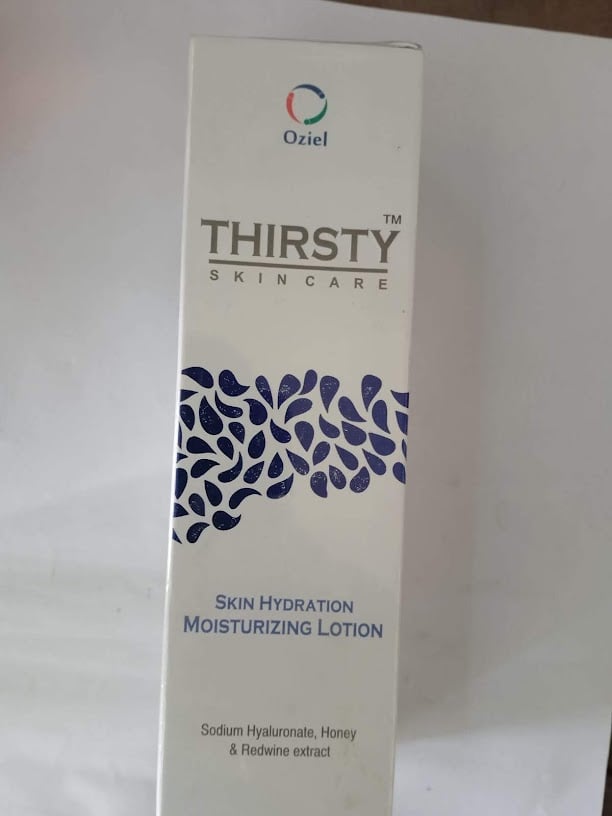 Oziel
THIRSTY™
SKINCARE
SKIN HYDRATION
MOISTURIZING LOTION
Sodium Hyaluronate, Honey
& Redwine extract